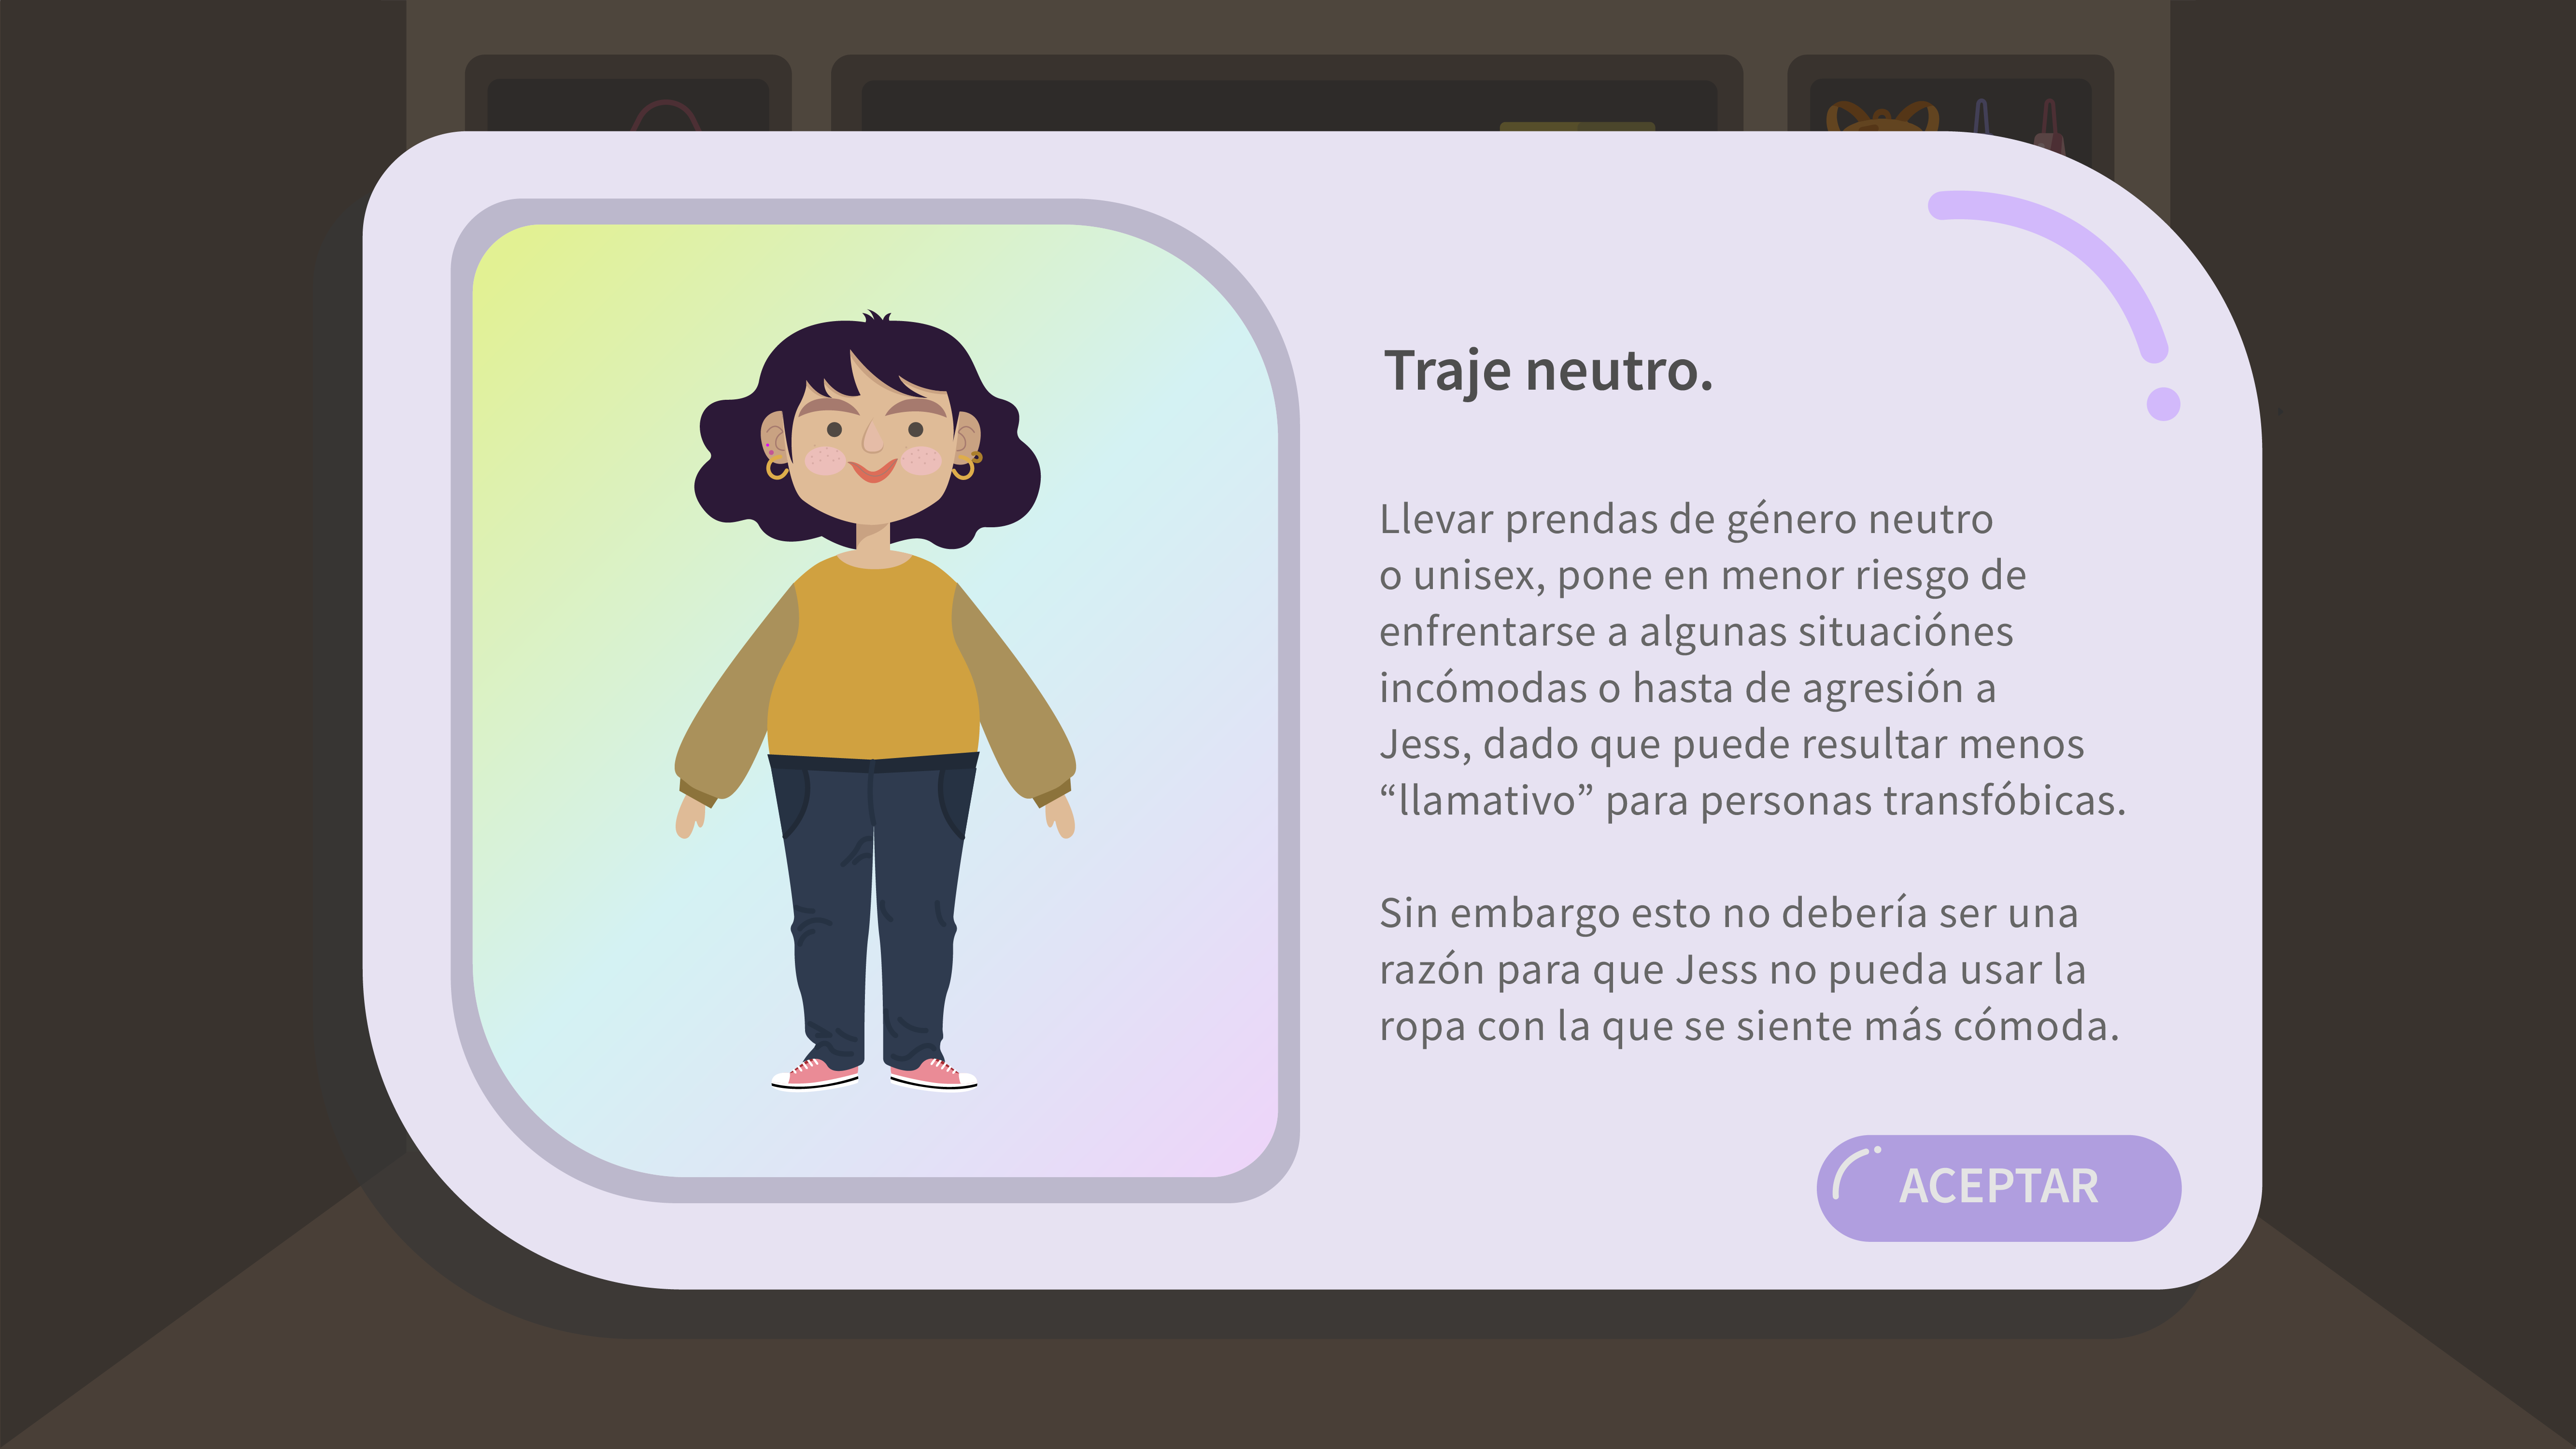 Traje neutro.
Llevar prendas de género neutro
o unisex, pone en menor riesgo de
enfrentarse a algunas situaciónes
incómodas o hasta de agresión a
Jess, dado que puede resultar menos
“llamativo” para personas transfóbicas.
Sin embargo esto no debería ser una
razón para que Jess no pueda usar la
ropa con la que se siente más cómoda.
ACEPTAR